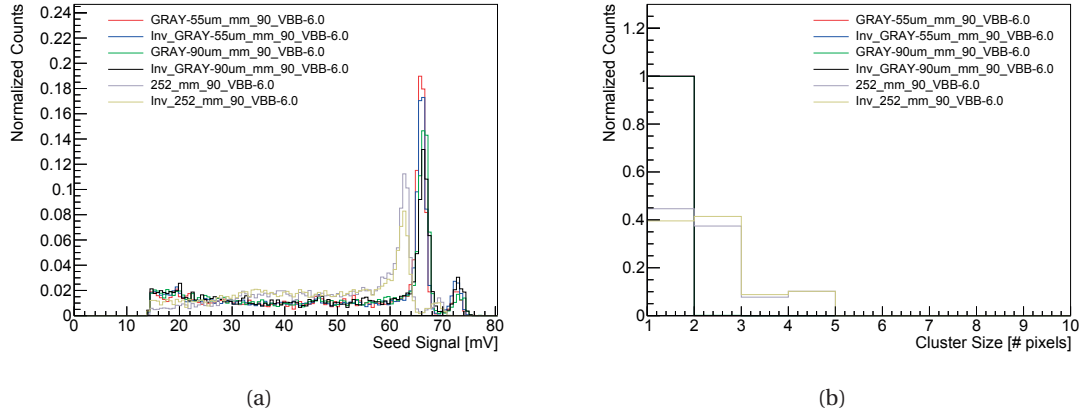 Normalized Counts
0.24
0.22
0.2
0.18
0.16
0.14
0.12
0.1
0.08
0.06
0.04
0.02
0
GRAY-55um_mm_90_VBB-6.0
Inv_GRAY-55um_mm_90_VBB-6.0
GRAY-90um_mm_90_VBB-6.0
Inv_GRAY-90um_mm_90_VBB-6.0
252_mm_90_VBB-6.0
Inv_252_mm_90_VBB-6.0
0 10 20 30 40 50 60 70 80
Seed Signal [mV]
(a)
Normalized Counts
1.2
1
0.8
0.6
0.4
0.2
0
GRAY-55um_mm_90_VBB-6.0
Inv_GRAY-55um_mm_90_VBB-6.0
GRAY-90um_mm_90_VBB-6.0
Inv_GRAY-90um_mm_90_VBB-6.0
252_mm_90_VBB-6.0
Inv_252_mm_90_VBB-6.0
1 2 3 4 5 6 7 8 9 10
Cluster Size [# pixels]
(b)